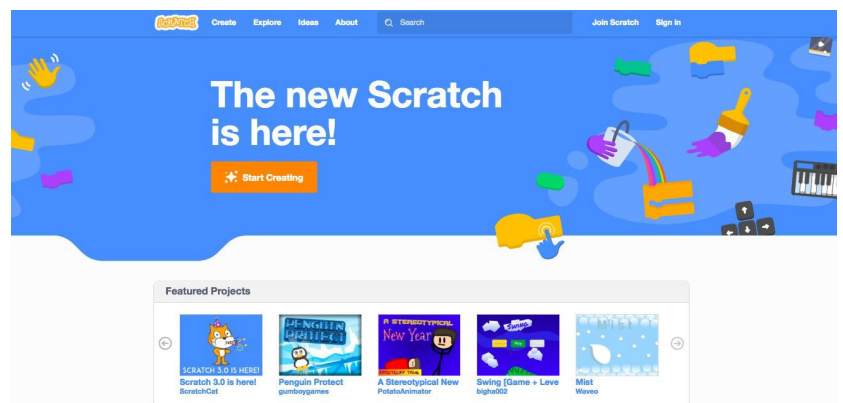 SCRATCH Create Explore Ideas About Search Join Scratch Sign in
The new Scratch
is here!
Start Creating
Featured Projects
SCRATCH 3.0 IS HERE!
PENGUIN
PROTECT
A STEREOTYPICAL
New Year
SWING
Mist
Scratch 3.0 is here! Penguin Protect A Stereotypical New Swing [Game + Leve Mist
ScratchCat gumboygames PotatoAnimator bigha002 Waveo